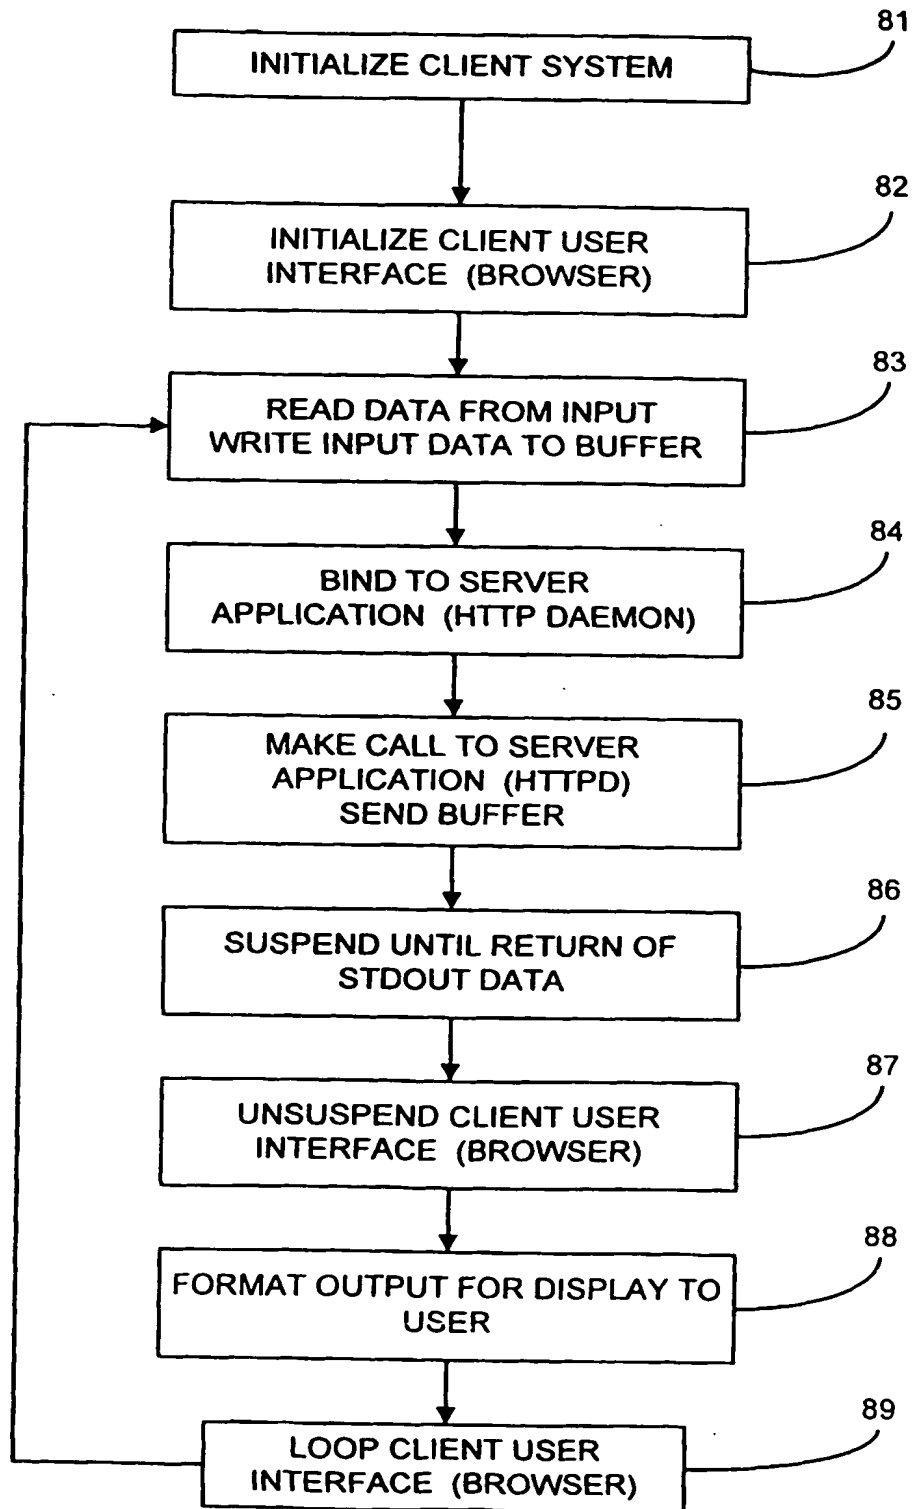 81
INITIALIZE CLIENT SYSTEM
82
INITIALIZE CLIENT USER
INTERFACE (BROWSER)
83
READ DATA FROM INPUT
WRITE INPUT DATA TO BUFFER
84
BIND TO SERVER
APPLICATION (HTTP DAEMON)
85
MAKE CALL TO SERVER
APPLICATION (HTTPD)
SEND BUFFER
86
SUSPEND UNTIL RETURN OF
STDOUT DATA
87
UNSUSPEND CLIENT USER
INTERFACE (BROWSER)
88
FORMAT OUTPUT FOR DISPLAY TO
USER
89
LOOP CLIENT USER
INTERFACE (BROWSER)